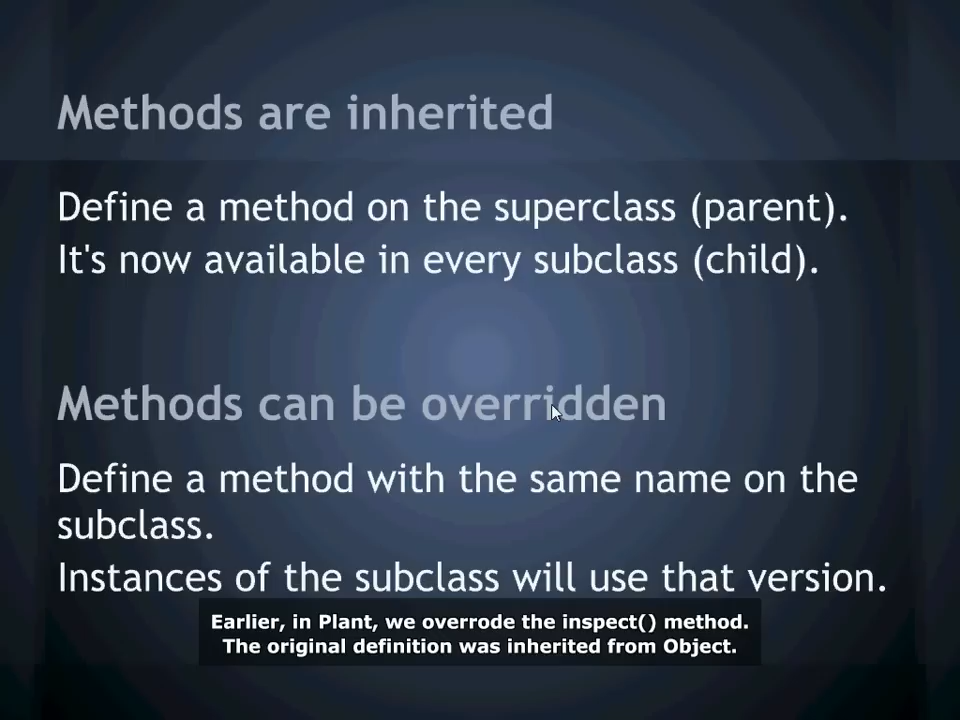 Methods are inherited
Define a method on the superclass (parent).
It's now available in every subclass (child).
Methods can be overridden
Define a method with the same name on the
subclass.
Instances of the subclass will use that version.
Earlier, in Plant, we overrode the inspect() method.
The original definition was inherited from Object.